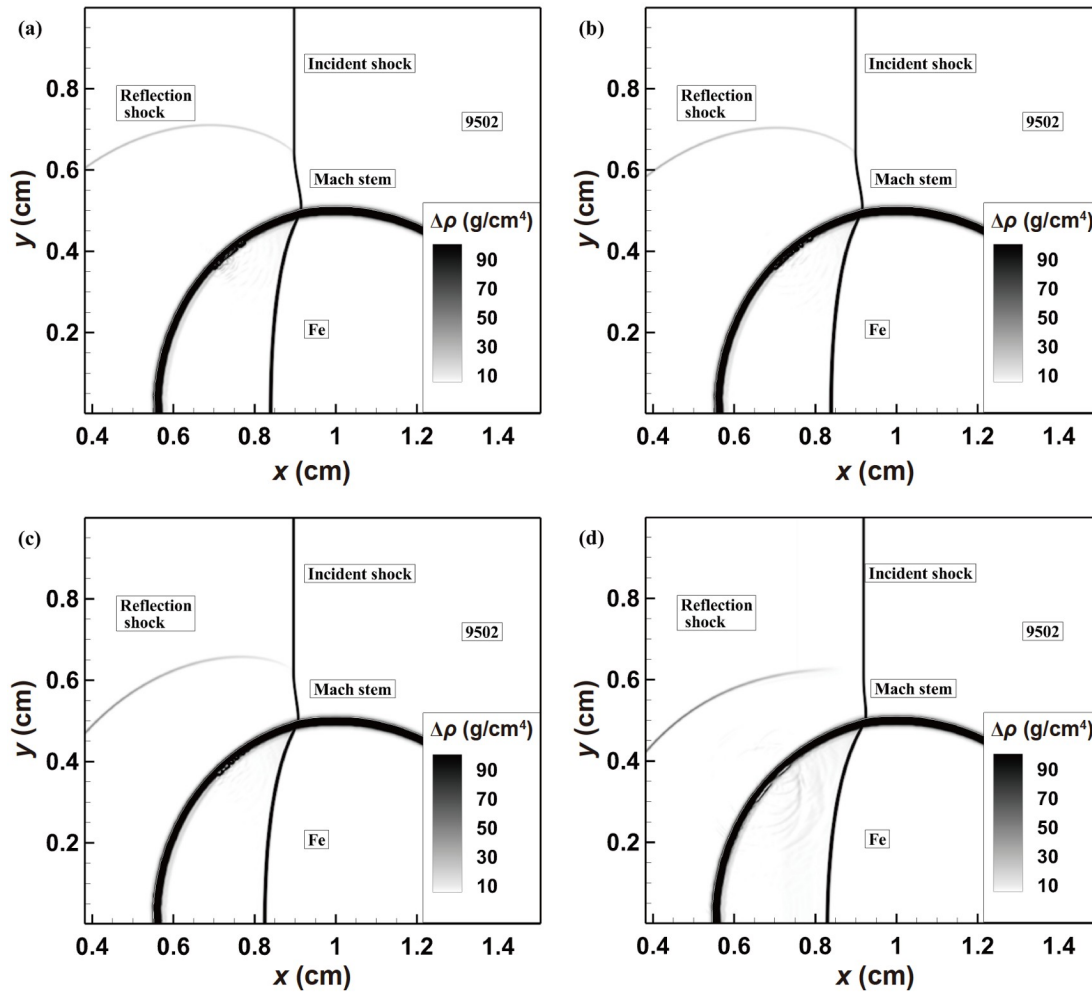 (a)
Incident shock
0.8
Reflection
shock
9502
0.6
Mach stem
y (cm)
Δρ (g/cm⁴)
0.4
90
70
Fe
50
0.2
30
10
0.4 0.6 0.8 1 1.2 1.4
x (cm)
(b)
Incident shock
0.8
Reflection
shock
9502
0.6
Mach stem
y (cm)
Δρ (g/cm⁴)
0.4
90
70
Fe
50
0.2
30
10
0.4 0.6 0.8 1 1.2 1.4
x (cm)
(c)
Incident shock
0.8
Reflection
shock
9502
0.6
Mach stem
y (cm)
Δρ (g/cm⁴)
0.4
90
70
Fe
50
0.2
30
10
0.4 0.6 0.8 1 1.2 1.4
x (cm)
(d)
Incident shock
0.8
Reflection
shock
9502
0.6
Mach stem
y (cm)
Δρ (g/cm⁴)
0.4
90
70
Fe
50
0.2
30
10
0.4 0.6 0.8 1 1.2 1.4
x (cm)